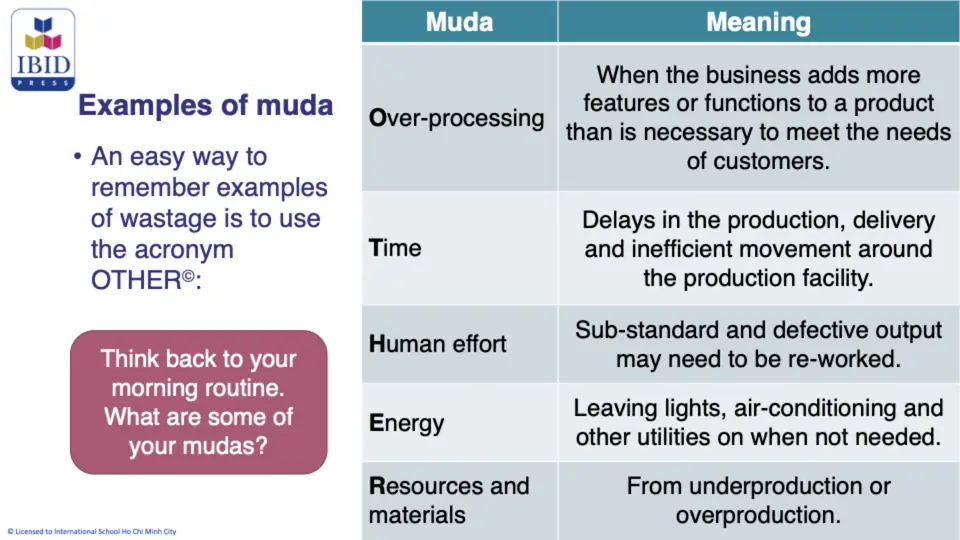 IBID
PRESS
Examples of muda
• An easy way to
remember examples
of wastage is to use
the acronym
OTHER©:
Think back to your
morning routine.
What are some of
your mudas?
© Licensed to International School Ho Chi Minh City
Muda
Meaning
Over-processing
When the business adds more
features or functions to a product
than is necessary to meet the needs
of customers.
Time
Delays in the production, delivery
and inefficient movement around
the production facility.
Human effort
Sub-standard and defective output
may need to be re-worked.
Energy
Leaving lights, air-conditioning and
other utilities on when not needed.
Resources and
materials
From underproduction or
overproduction.